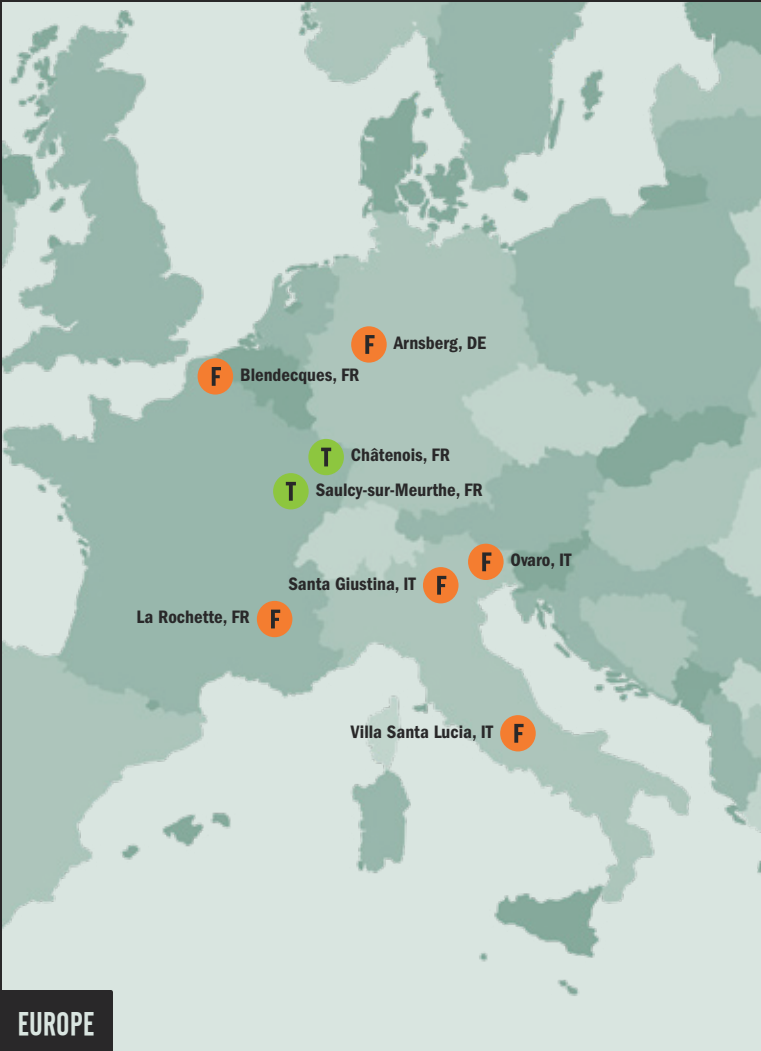 F Arnsberg, DE
F Blendecques, FR
T Châtenois, FR
T Saulcy-sur-Meurthe, FR
F Ovaro, IT
Santa Giustina, IT F
La Rochette, FR F
Villa Santa Lucia, IT F
EUROPE